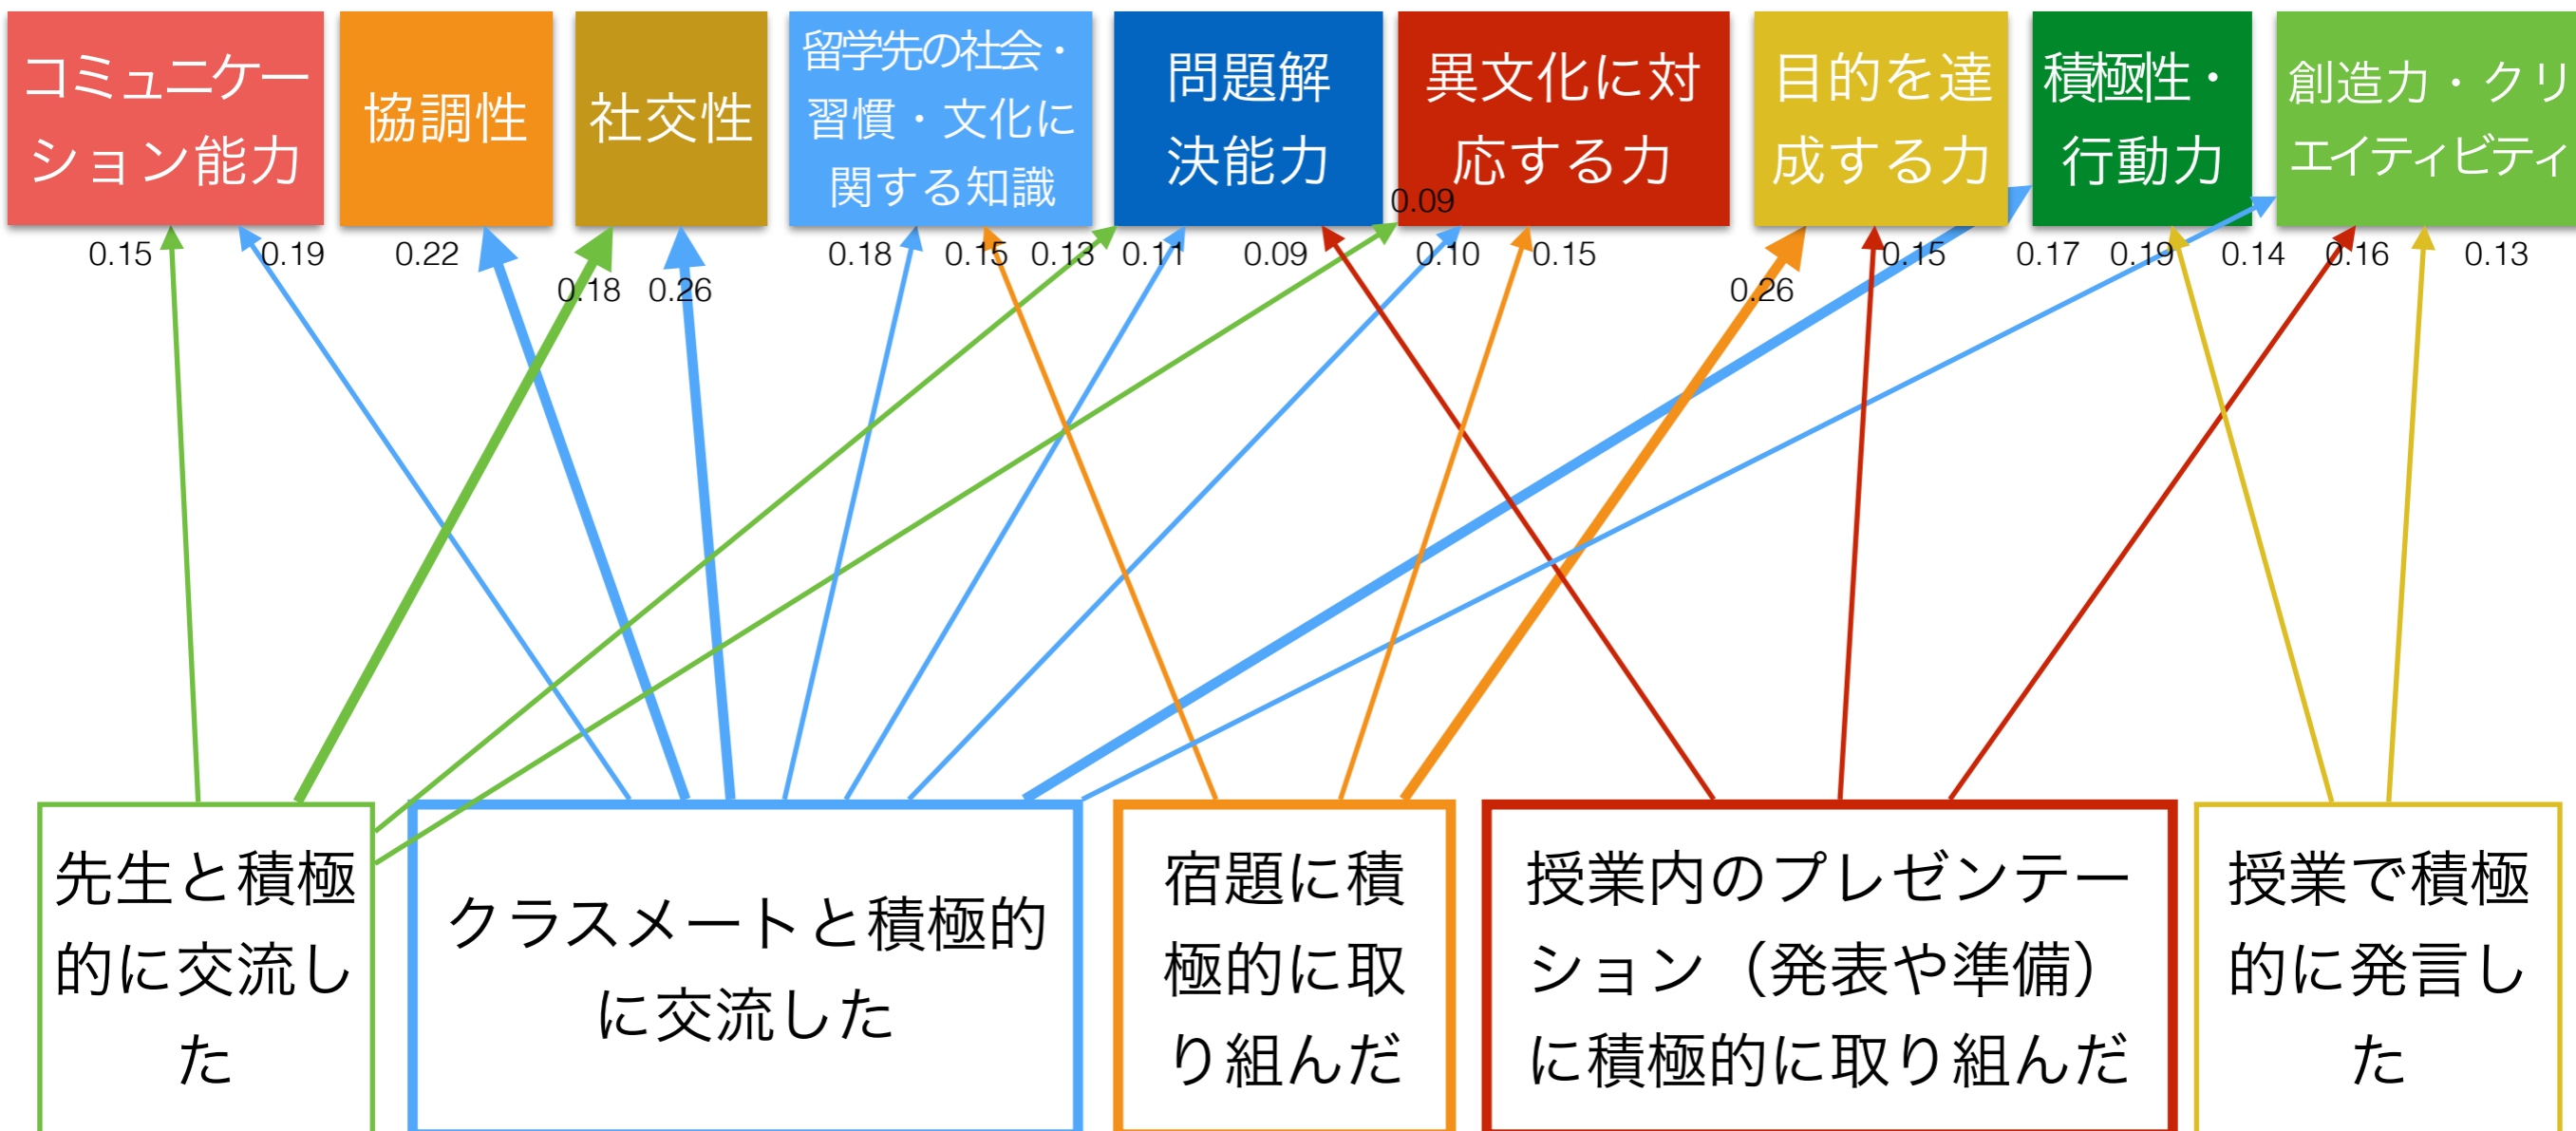 コミュニケー
ション能力
協調性
社交性
留学先の社会・
習慣・文化に
関する知識
問題解
決能力
異文化に対
応する力
目的を達
成する力
積極性・
行動力
創造力・クリ
エイティビティ
0.09
0.15
0.19
0.22
0.18
0.15
0.13
0.11
0.09
0.10
0.15
0.15
0.17
0.19
0.14
0.16
0.13
0.18
0.26
0.26
先生と積極
的に交流し
た
クラスメートと積極的
に交流した
宿題に積
極的に取
り組んだ
授業内のプレゼンテー
ション（発表や準備）
に積極的に取り組んだ
授業で積極
的に発言し
た